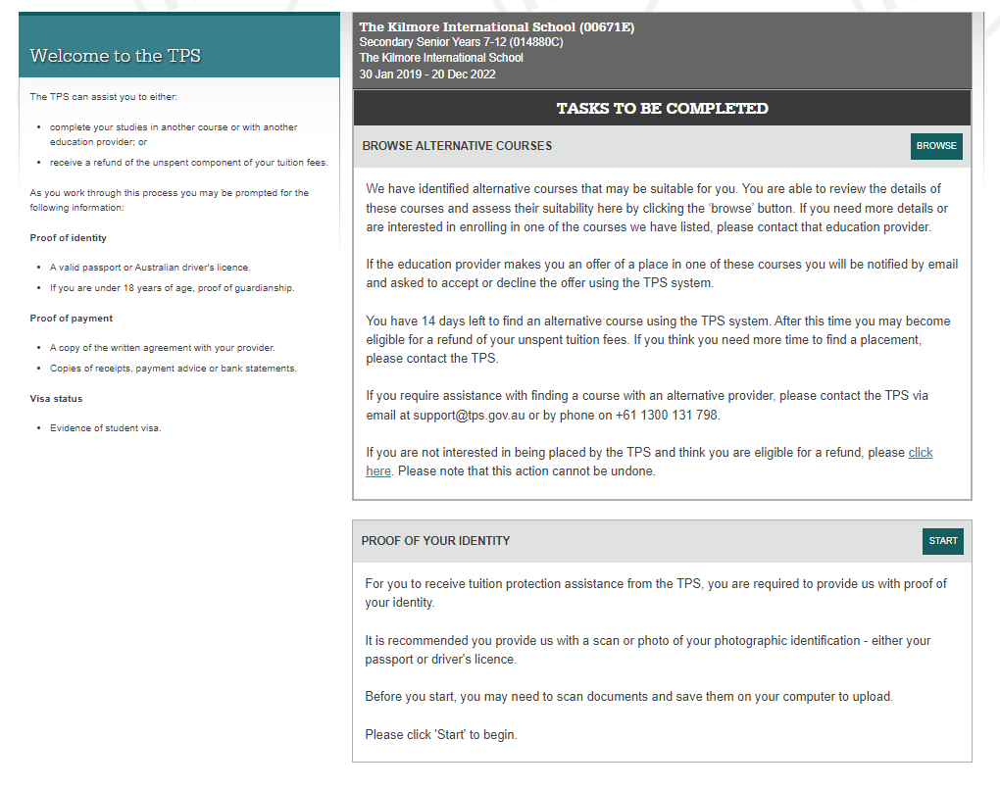 Welcome to the TPS
The TPS can assist you to either:
• complete your studies in another course or with another
education provider; or
• receive a refund of the unspent component of your tuition fees.
As you work through this process you may be prompted for the
following information:
Proof of identity
• A valid passport or Australian driver's licence.
• If you are under 18 years of age, proof of guardianship.
Proof of payment
• A copy of the written agreement with your provider.
• Copies of receipts, payment advice or bank statements.
Visa status
• Evidence of student visa.
The Kilmore International School (00671E)
Secondary Senior Years 7-12 (014880C)
The Kilmore International School
30 Jan 2019 - 20 Dec 2022
TASKS TO BE COMPLETED
BROWSE ALTERNATIVE COURSES
BROWSE
We have identified alternative courses that may be suitable for you. You are able to review the details of
these courses and assess their suitability here by clicking the 'browse' button. If you need more details or
are interested in enrolling in one of the courses we have listed, please contact that education provider.
If the education provider makes you an offer of a place in one of these courses you will be notified by email
and asked to accept or decline the offer using the TPS system.
You have 14 days left to find an alternative course using the TPS system. After this time you may become
eligible for a refund of your unspent tuition fees. If you think you need more time to find a placement,
please contact the TPS.
If you require assistance with finding a course with an alternative provider, please contact the TPS via
email at support@tps.gov.au or by phone on +61 1300 131 798.
If you are not interested in being placed by the TPS and think you are eligible for a refund, please click
here. Please note that this action cannot be undone.
PROOF OF YOUR IDENTITY
START
For you to receive tuition protection assistance from the TPS, you are required to provide us with proof of
your identity.
It is recommended you provide us with a scan or photo of your photographic identification - either your
passport or driver's licence.
Before you start, you may need to scan documents and save them on your computer to upload.
Please click 'Start' to begin.